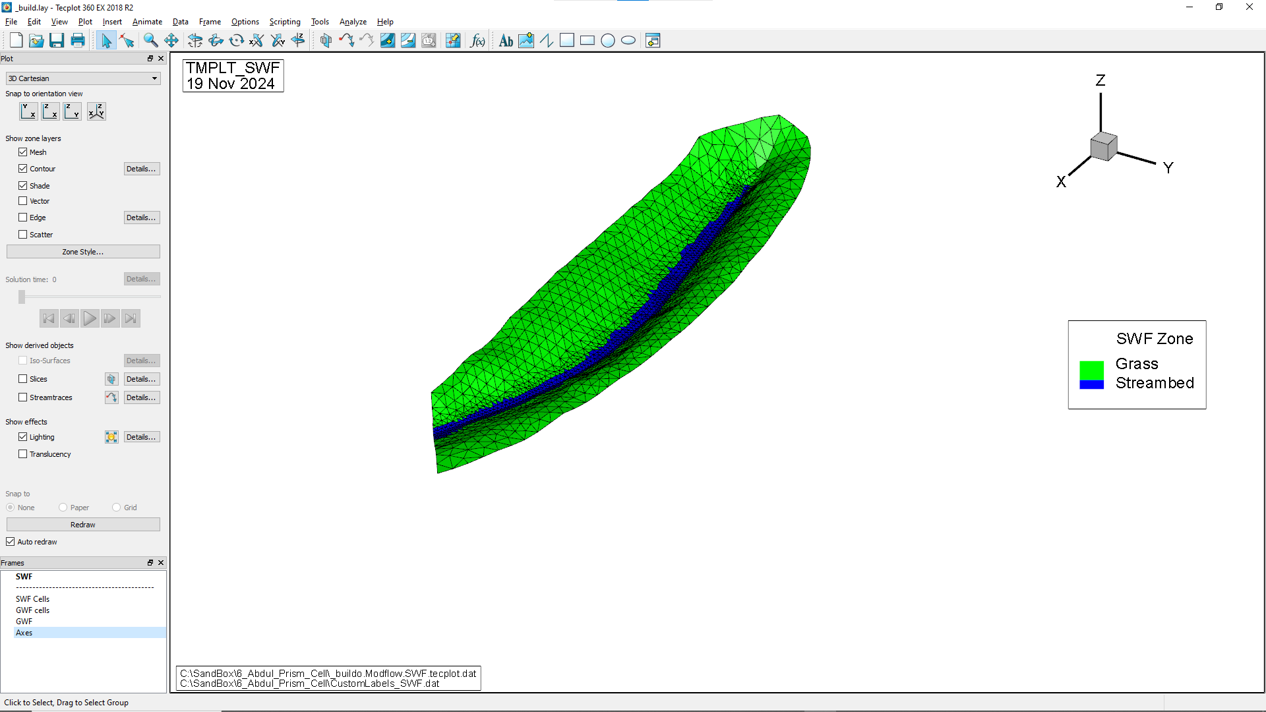 _build.lay - Tecplot 360 EX 2018 R2
File Edit View Plot Insert Animate Data Frame Options Scripting Tools Analyze Help
Plot
3D Cartesian
Snap to orientation view
Show zone layers
Mesh
Contour Details...
Shade
Vector
Edge Details...
Scatter
Zone Style...
Solution time: 0 Details...
Show derived objects
Iso-Surfaces Details...
Slices Details...
Streamtraces Details...
Show effects
Lighting Details...
Translucency
Snap to
None Paper Grid
Redraw
Auto redraw
Frames
SWF
SWF Cells
GWF cells
GWF
Axes
TMPLT_SWF
19 Nov 2024
Z
Y
X
SWF Zone
Grass
Streambed
C:\SandBox\6_Abdul_Prism_Cell\_buildo.Modflow.SWF.tecplot.dat
C:\SandBox\6_Abdul_Prism_Cell\CustomLabels_SWF.dat
Click to Select, Drag to Select Group